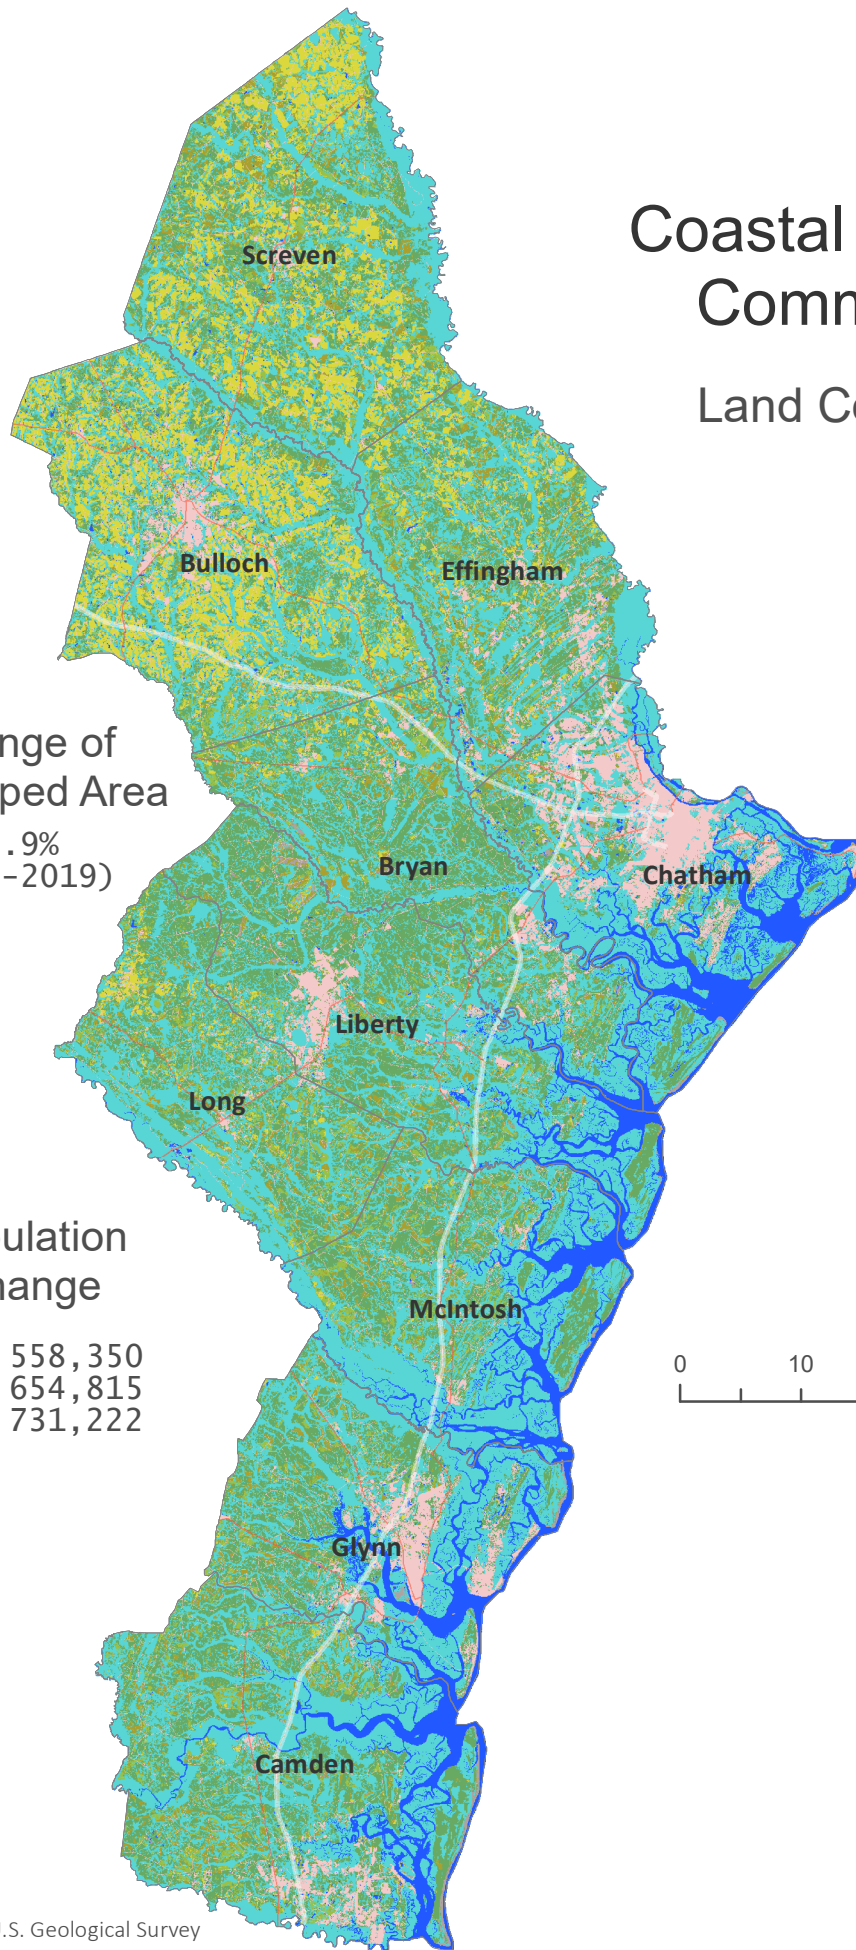 Coastal
Comm
Land Co
Screven
Bulloch
Effingham
nge of
ped Area
.9%
-2019)
Bryan
Chatham
Liberty
Long
ulation
hange
558,350
654,815
731,222
McIntosh
0 10
Glynn
Camden
U.S. Geological Survey